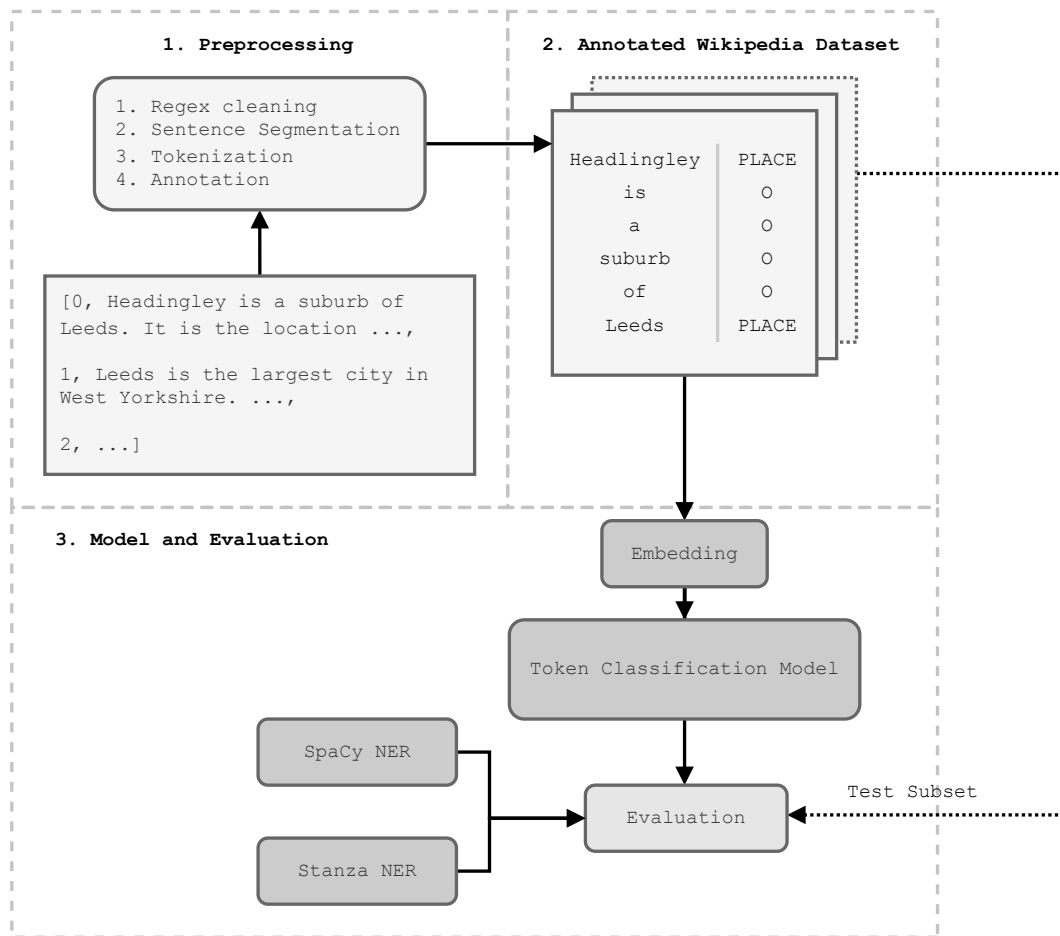 1. Preprocessing
1. Regex cleaning
2. Sentence Segmentation
3. Tokenization
4. Annotation
[0, Headingley is a suburb of
Leeds. It is the location ...,
1, Leeds is the largest city in
West Yorkshire. ...,
2, ...]
2. Annotated Wikipedia Dataset
Headlingley PLACE
is O
a O
suburb O
of O
Leeds PLACE
3. Model and Evaluation
Embedding
Token Classification Model
SpaCy NER
Stanza NER
Evaluation
Test Subset